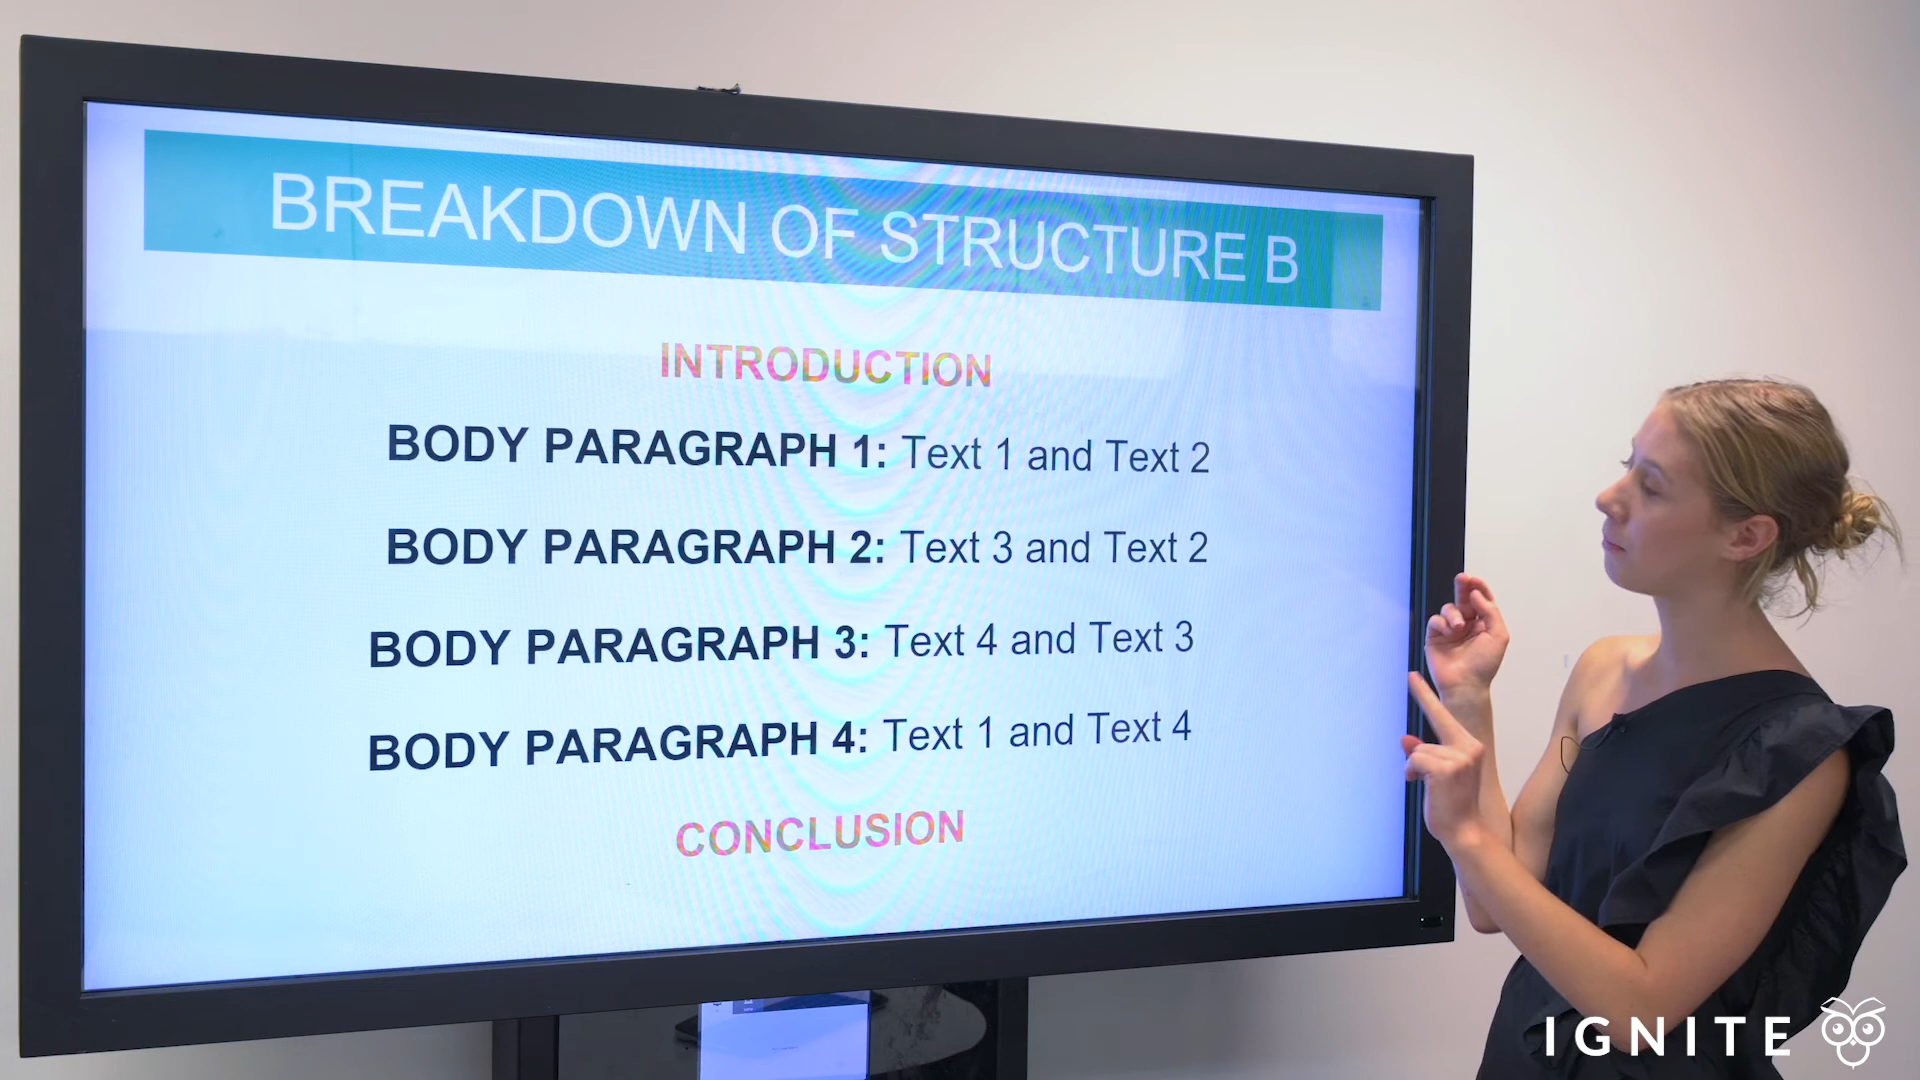 BREAKDOWN OF STRUCTURE B
INTRODUCTION
BODY PARAGRAPH 1: Text 1 and Text 2
BODY PARAGRAPH 2: Text 3 and Text 2
BODY PARAGRAPH 3: Text 4 and Text 3
BODY PARAGRAPH 4: Text 1 and Text 4
CONCLUSION
IGNITE